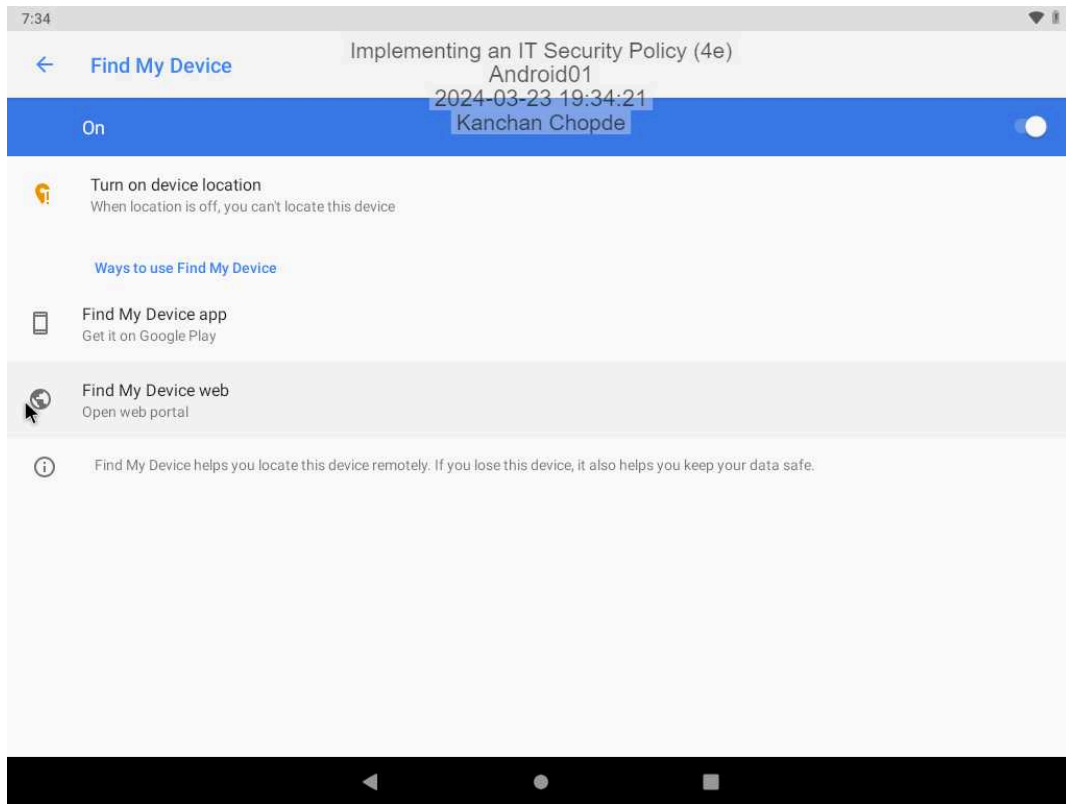 7:34
Find My Device
Implementing an IT Security Policy (4e)
Android01
2024-03-23 19:34:21
Kanchan Chopde
On
Turn on device location
When location is off, you can't locate this device
Ways to use Find My Device
Find My Device app
Get it on Google Play
Find My Device web
Open web portal
Find My Device helps you locate this device remotely. If you lose this device, it also helps you keep your data safe.